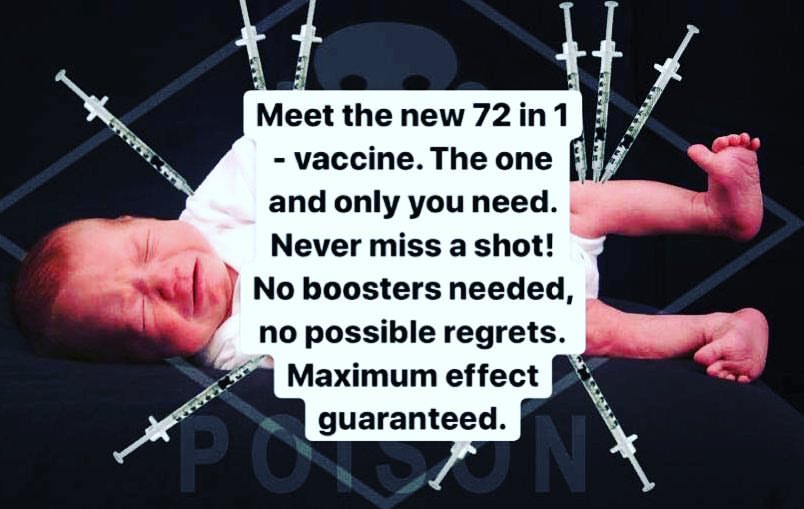 Meet the new 72 in 1
- vaccine. The one
and only you need.
Never miss a shot!
No boosters needed,
no possible regrets.
Maximum effect
guaranteed.
POISON